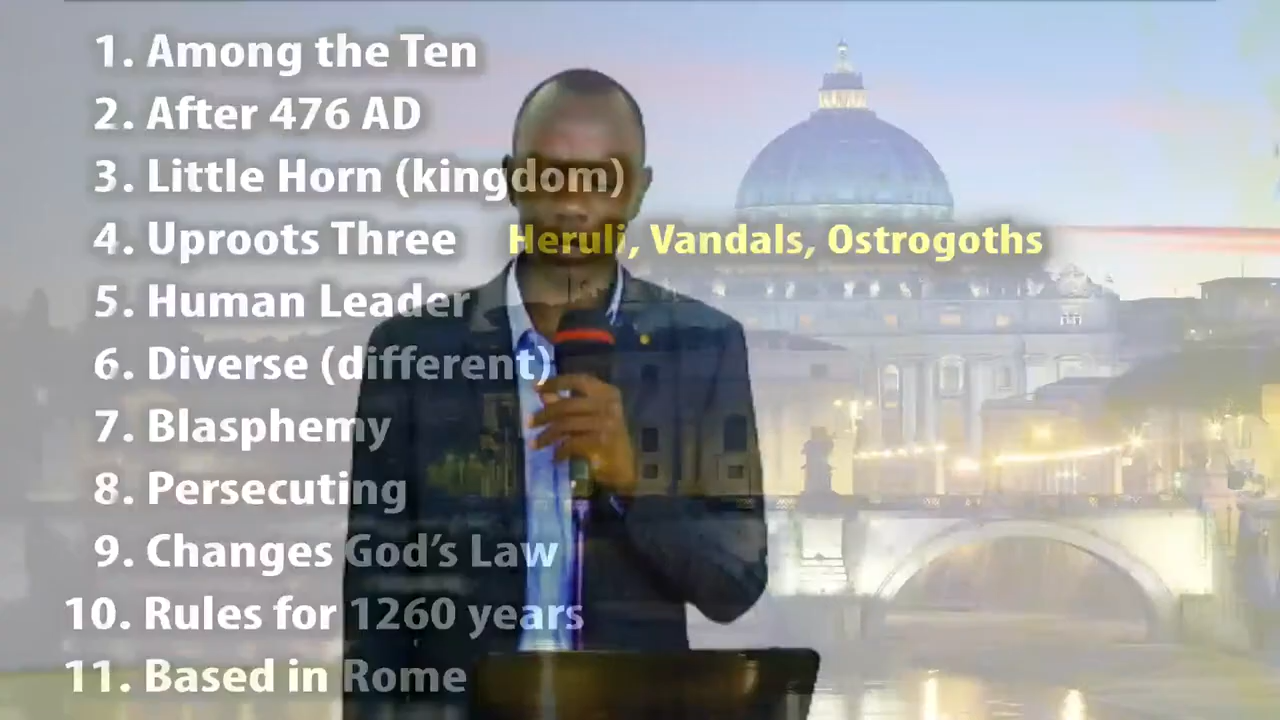 1. Among the Ten
2. After 476 AD
3. Little Horn (kingdom)
4. Uproots Three Heruli, Vandals, Ostrogoths
5. Human Leader
6. Diverse (different)
7. Blasphemy
8. Persecuting
9. Changes God's Law
10. Rules for 1260 years
11. Based in Rome